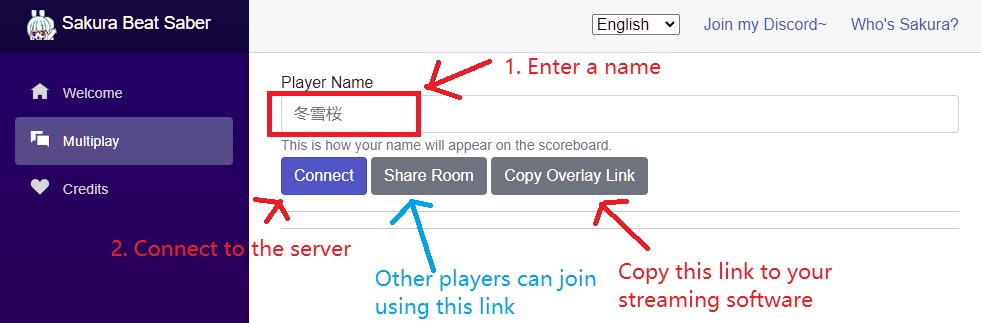 Sakura Beat Saber
English
Join my Discord~
Who's Sakura?
Welcome
Multiplay
Credits
1. Enter a name
Player Name
冬雪桜
This is how your name will appear on the scoreboard.
Connect
Share Room
Copy Overlay Link
2. Connect to the server
Other players can join
using this link
Copy this link to your
streaming software